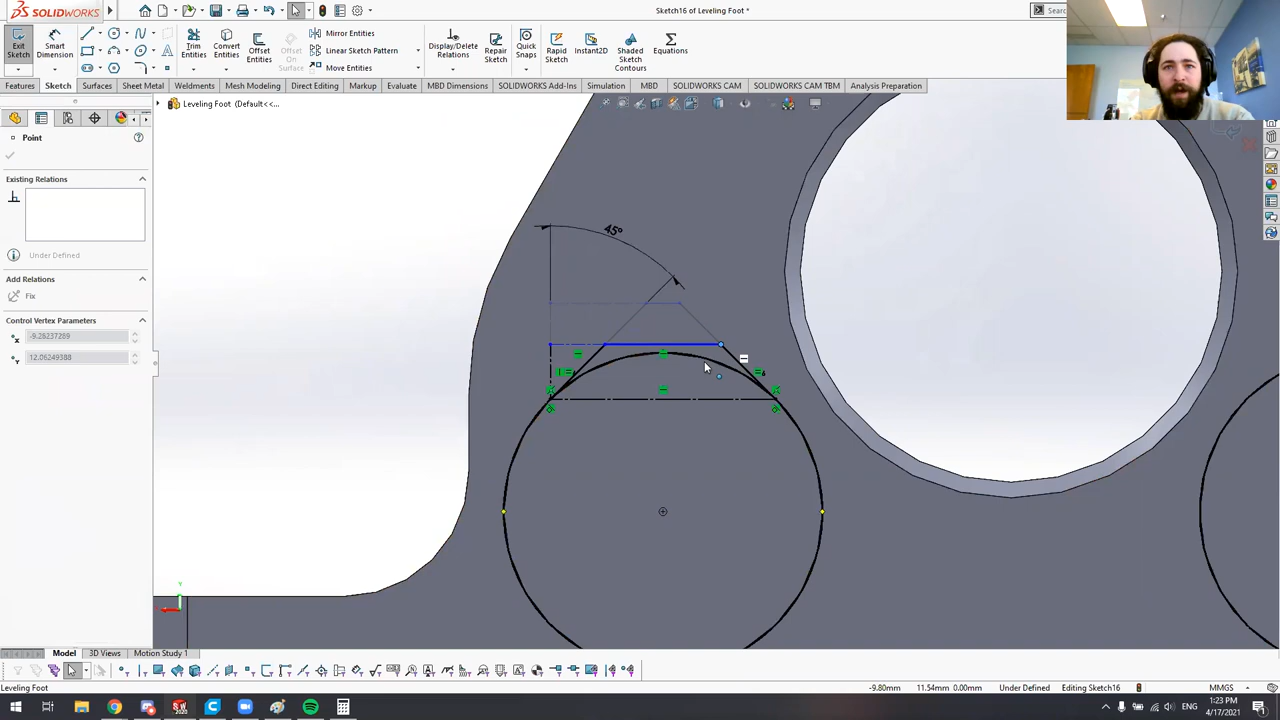 SOLIDWORKS
Sketch16 of Leveling Foot *
Sear
Exit Sketch
Smart Dimension
Trim Entities
Convert Entities
Offset Entities
Offset On Surface
Mirror Entities
Linear Sketch Pattern
Move Entities
Display/Delete Relations
Repair Sketch
Quick Snaps
Rapid Sketch
Instant2D
Shaded Sketch Contours
Equations
Features
Sketch
Surfaces
Sheet Metal
Weldments
Mesh Modeling
Direct Editing
Markup
Evaluate
MBD Dimensions
SOLIDWORKS Add-Ins
Simulation
MBD
SOLIDWORKS CAM
SOLIDWORKS CAM TBM
Analysis Preparation
Leveling Foot (Default<<...
Point
Existing Relations
Under Defined
Add Relations
Fix
Control Vertex Parameters
-9.28237289
12.06249388
45°
Y
Model
3D Views
Motion Study 1
Leveling Foot
-9.80mm
11.54mm 0.00mm
Under Defined
Editing Sketch16
MMGS
ENG
1:23 PM
4/17/2021